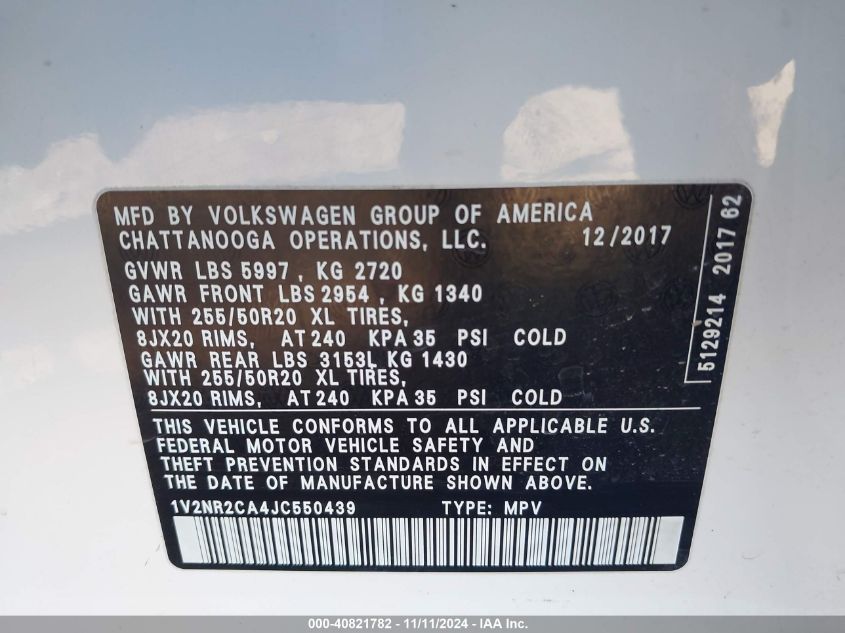 MFD BY VOLKSWAGEN GROUP OF AMERICA
CHATTANOOGA OPERATIONS, LLC. 12/2017
GVWR LBS 5997, KG 2720
GAWR FRONT LBS 2954, KG 1340
WITH 255/50R20 XL TIRES,
8JX20 RIMS, AT 240 KPA 35 PSI COLD
GAWR REAR LBS 3153L KG 1430
WITH 255/50R20 XL TIRES,
8JX20 RIMS, AT 240 KPA 35 PSI COLD
5129214 2017 62
THIS VEHICLE CONFORMS TO ALL APPLICABLE U.S.
FEDERAL MOTOR VEHICLE SAFETY AND
THEFT PREVENTION STANDARDS IN EFFECT ON
THE DATE OF MANUFACTURE SHOWN ABOVE.
1V2NR2CA4JC550439 TYPE: MPV
000-40821782 - 11/11/2024 - IAA Inc.